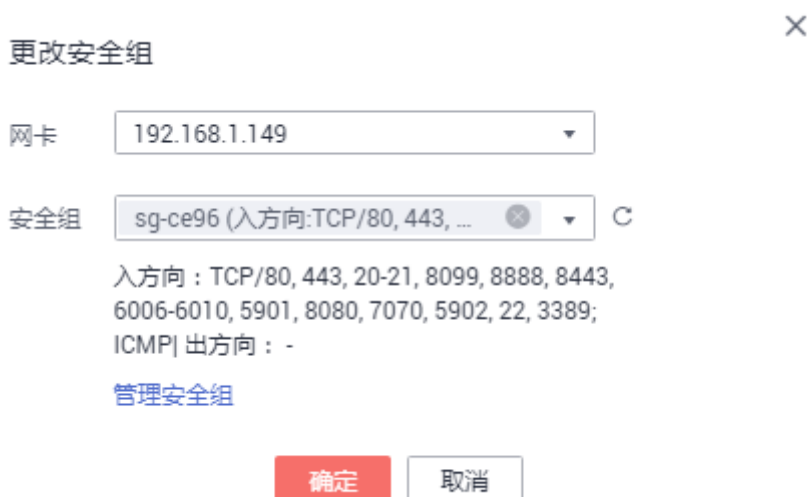 更改安全组
网卡 192.168.1.149
安全组 sg-ce96 (入方向:TCP/80, 443, ...
入方向：TCP/80, 443, 20-21, 8099, 8888, 8443,
6006-6010, 5901, 8080, 7070, 5902, 22, 3389;
ICMP| 出方向： -
管理安全组
确定 取消